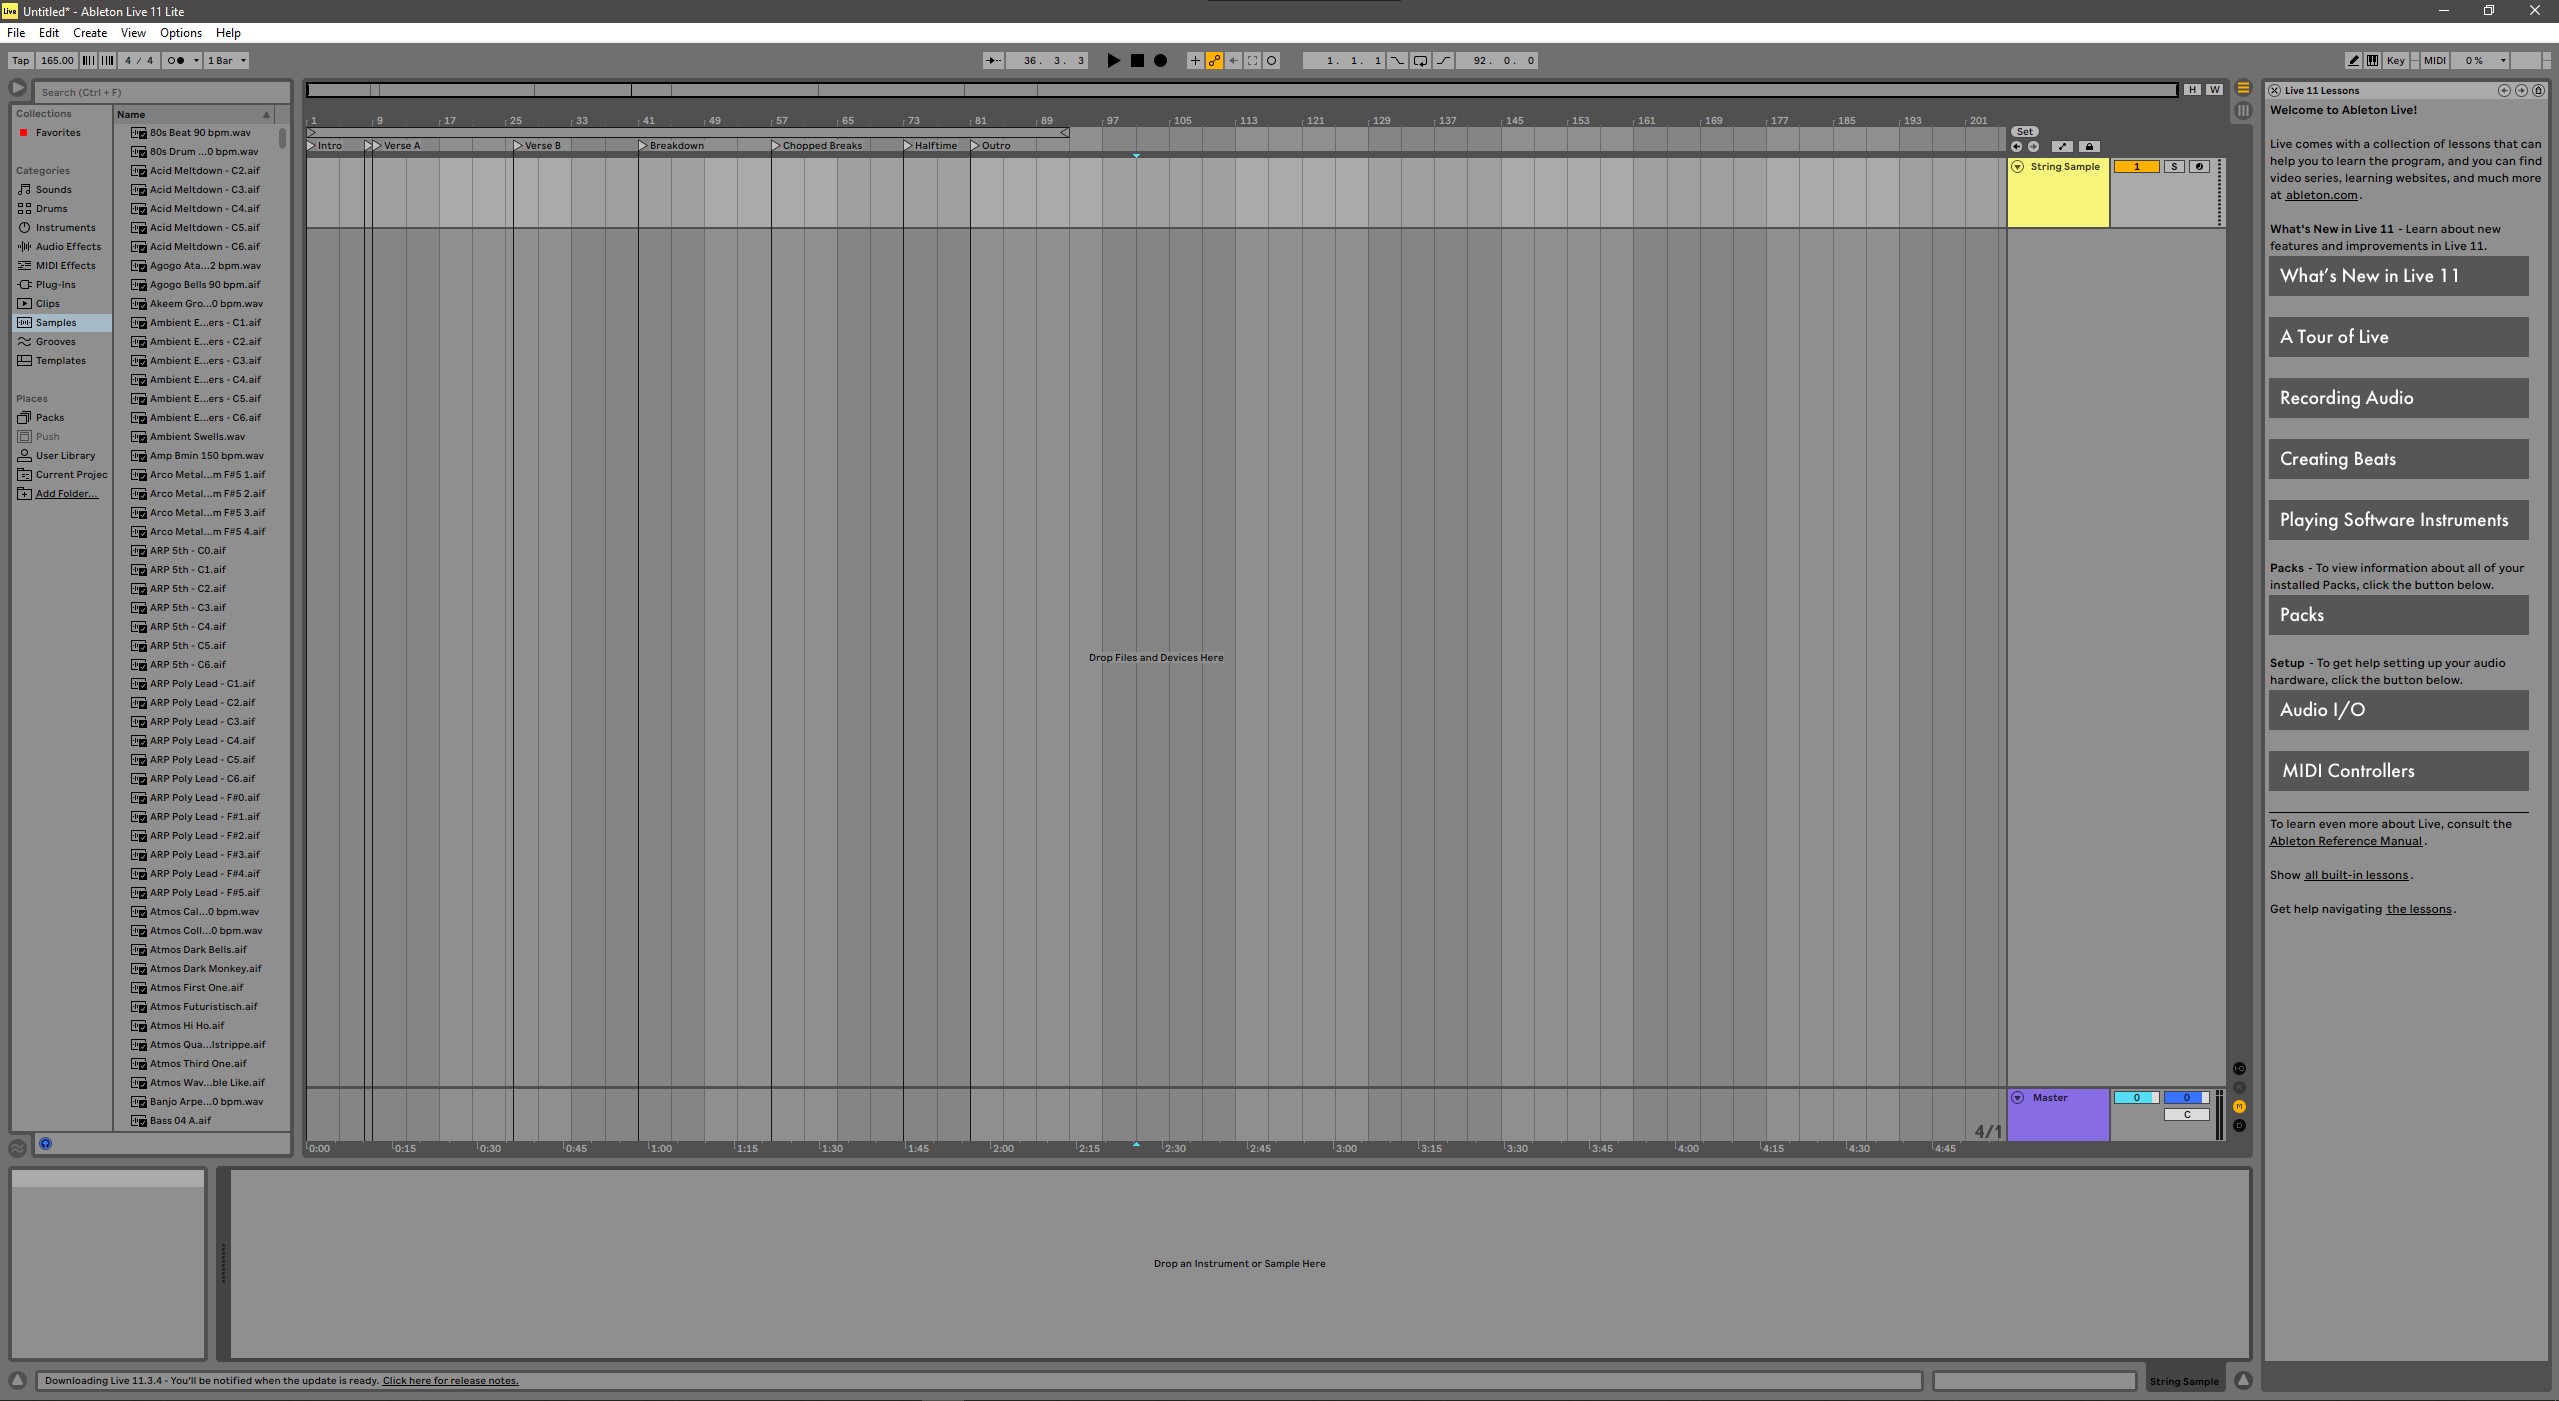 Live Untitled* - Ableton Live 11 Lite
File Edit Create View Options Help
Tap 165.00 4 / 4 1 Bar 36. 3. 3 1. 1. 1 92. 0. 0 Key MIDI 0 %
Search (Ctrl + F)
Collections
Favorites
Categories
Sounds
Drums
Instruments
Audio Effects
MIDI Effects
Plug-Ins
Clips
Samples
Grooves
Templates
Places
Packs
Push
User Library
Current Projec
Add Folder...
Name
80s Beat 90 bpm.wav
80s Drum ...0 bpm.wav
Acid Meltdown - C2.aif
Acid Meltdown - C3.aif
Acid Meltdown - C4.aif
Acid Meltdown - C5.aif
Acid Meltdown - C6.aif
Agogo Ata...2 bpm.wav
Agogo Bells 90 bpm.aif
Akeem Gro...0 bpm.wav
Ambient E...ers - C1.aif
Ambient E...ers - C2.aif
Ambient E...ers - C3.aif
Ambient E...ers - C4.aif
Ambient E...ers - C5.aif
Ambient E...ers - C6.aif
Ambient Swells.wav
Amp Bmin 150 bpm.wav
Arco Metal...m F#5 1.aif
Arco Metal...m F#5 2.aif
Arco Metal...m F#5 3.aif
Arco Metal...m F#5 4.aif
ARP 5th - C0.aif
ARP 5th - C1.aif
ARP 5th - C2.aif
ARP 5th - C3.aif
ARP 5th - C4.aif
ARP 5th - C5.aif
ARP 5th - C6.aif
ARP Poly Lead - C1.aif
ARP Poly Lead - C2.aif
ARP Poly Lead - C3.aif
ARP Poly Lead - C4.aif
ARP Poly Lead - C5.aif
ARP Poly Lead - C6.aif
ARP Poly Lead - F#0.aif
ARP Poly Lead - F#1.aif
ARP Poly Lead - F#2.aif
ARP Poly Lead - F#3.aif
ARP Poly Lead - F#4.aif
ARP Poly Lead - F#5.aif
Atmos Cal...0 bpm.wav
Atmos Coll...0 bpm.wav
Atmos Dark Bells.aif
Atmos Dark Monkey.aif
Atmos First One.aif
Atmos Futuristisch.aif
Atmos Hi Ho.aif
Atmos Qua...lstrippe.aif
Atmos Third One.aif
Atmos Wav...ble Like.aif
Banjo Arpe...0 bpm.wav
Bass 04 A.aif
H W
1 9 17 25 33 41 49 57 65 73 81 89 97 105 113 121 129 137 145 153 161 169 177 185 193 201
Set
Intro Verse A Verse B Breakdown Chopped Breaks Halftime Outro
String Sample 1 S
Drop Files and Devices Here
Master 0 0
C
4/1
0:00 0:15 0:30 0:45 1:00 1:15 1:30 1:45 2:00 2:15 2:30 2:45 3:00 3:15 3:30 3:45 4:00 4:15 4:30 4:45
Live 11 Lessons
Welcome to Ableton Live!
Live comes with a collection of lessons that can
help you to learn the program, and you can find
video series, learning websites, and much more
at ableton.com.
What's New in Live 11 - Learn about new
features and improvements in Live 11.
What's New in Live 11
A Tour of Live
Recording Audio
Creating Beats
Playing Software Instruments
Packs - To view information about all of your
installed Packs, click the button below.
Packs
Setup - To get help setting up your audio
hardware, click the button below.
Audio I/O
MIDI Controllers
To learn even more about Live, consult the
Ableton Reference Manual.
Show all built-in lessons.
Get help navigating the lessons.
Drop an Instrument or Sample Here
Downloading Live 11.3.4 - You'll be notified when the update is ready. Click here for release notes.
String Sample